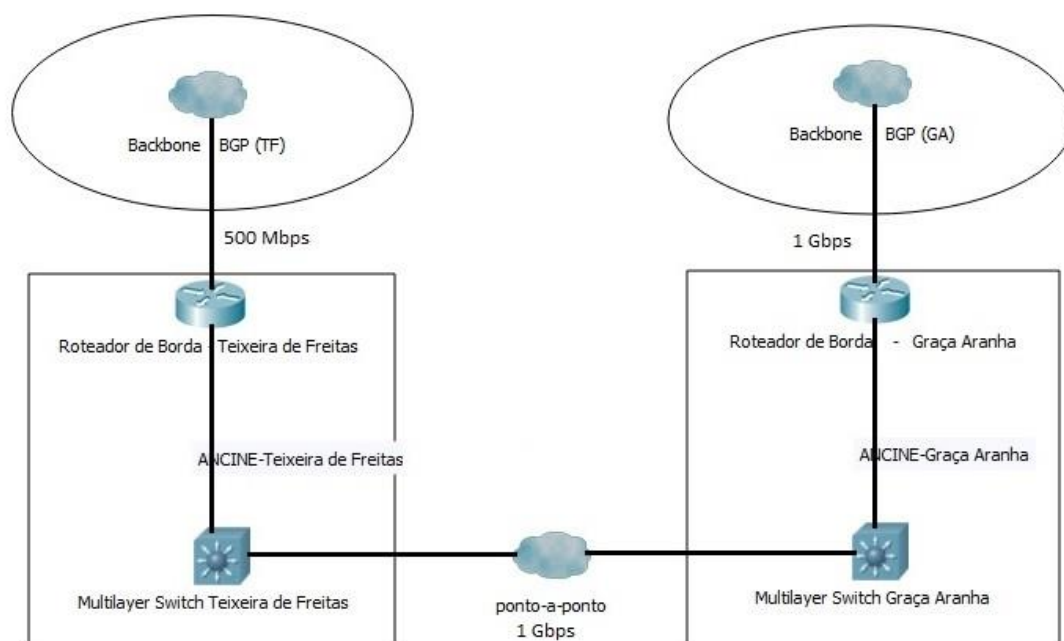 Backbone BGP (TF)
Backbone BGP (GA)
500 Mbps
1 Gbps
Roteador de Borda - Teixeira de Freitas
Roteador de Borda - Graça Aranha
ANCINE-Teixeira de Freitas
ANCINE-Graça Aranha
Multilayer Switch Teixeira de Freitas
ponto-a-ponto
1 Gbps
Multilayer Switch Graça Aranha